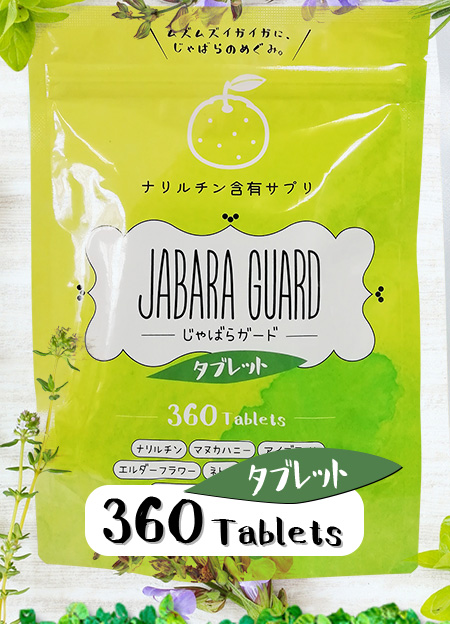 ムズムズイガイガに、
じゃばらのめぐみ。
ナリルチン含有サプリ
JABARA GUARD
じゃばらガード
タブレット
360 Tablets
ナリルチン マヌカハニー
エルダーフラワー
タブレット
360 Tablets